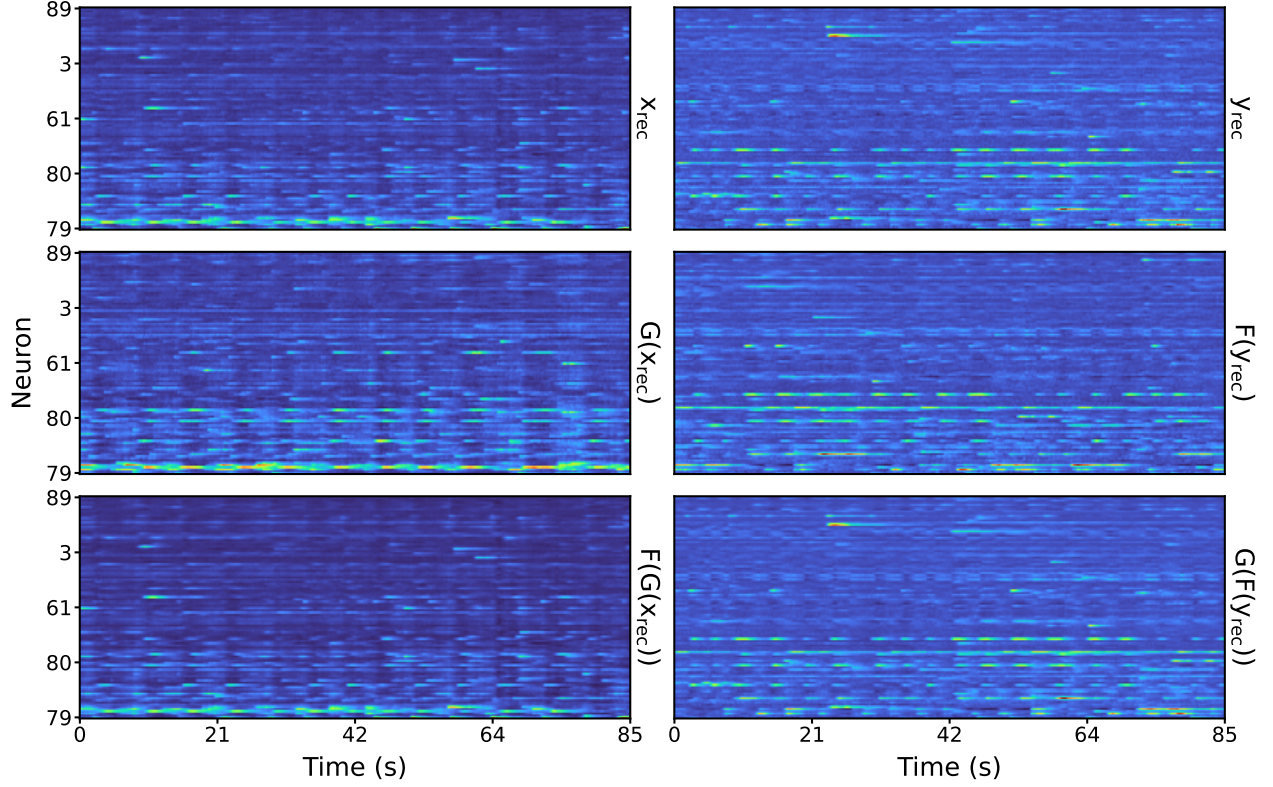 89
3
61
80
79
x_rec
y_rec
89
3
61
80
79
Neuron
G(x_rec)
F(y_rec)
89
3
61
80
79
F(G(x_rec))
G(F(y_rec))
0 21 42 64 85
0 21 42 64 85
Time (s)
Time (s)